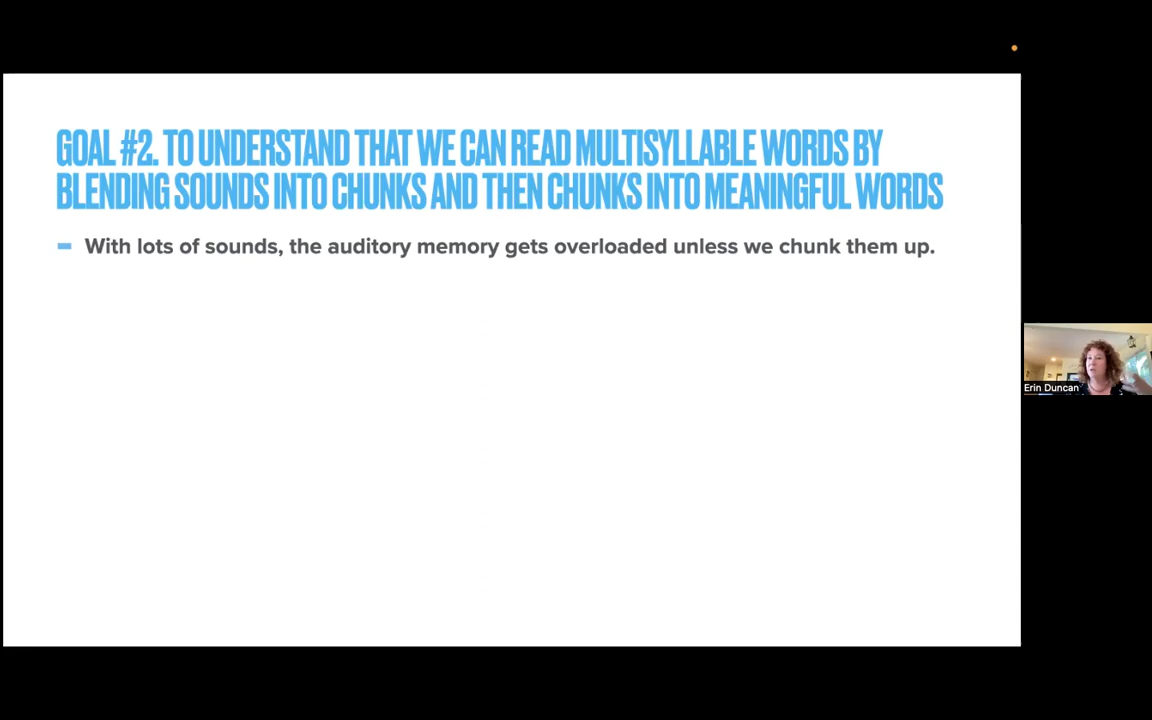 GOAL #2. TO UNDERSTAND THAT WE CAN READ MULTISYLLABLE WORDS BY
BLENDING SOUNDS INTO CHUNKS AND THEN CHUNKS INTO MEANINGFUL WORDS
With lots of sounds, the auditory memory gets overloaded unless we chunk them up.
Erin Duncan